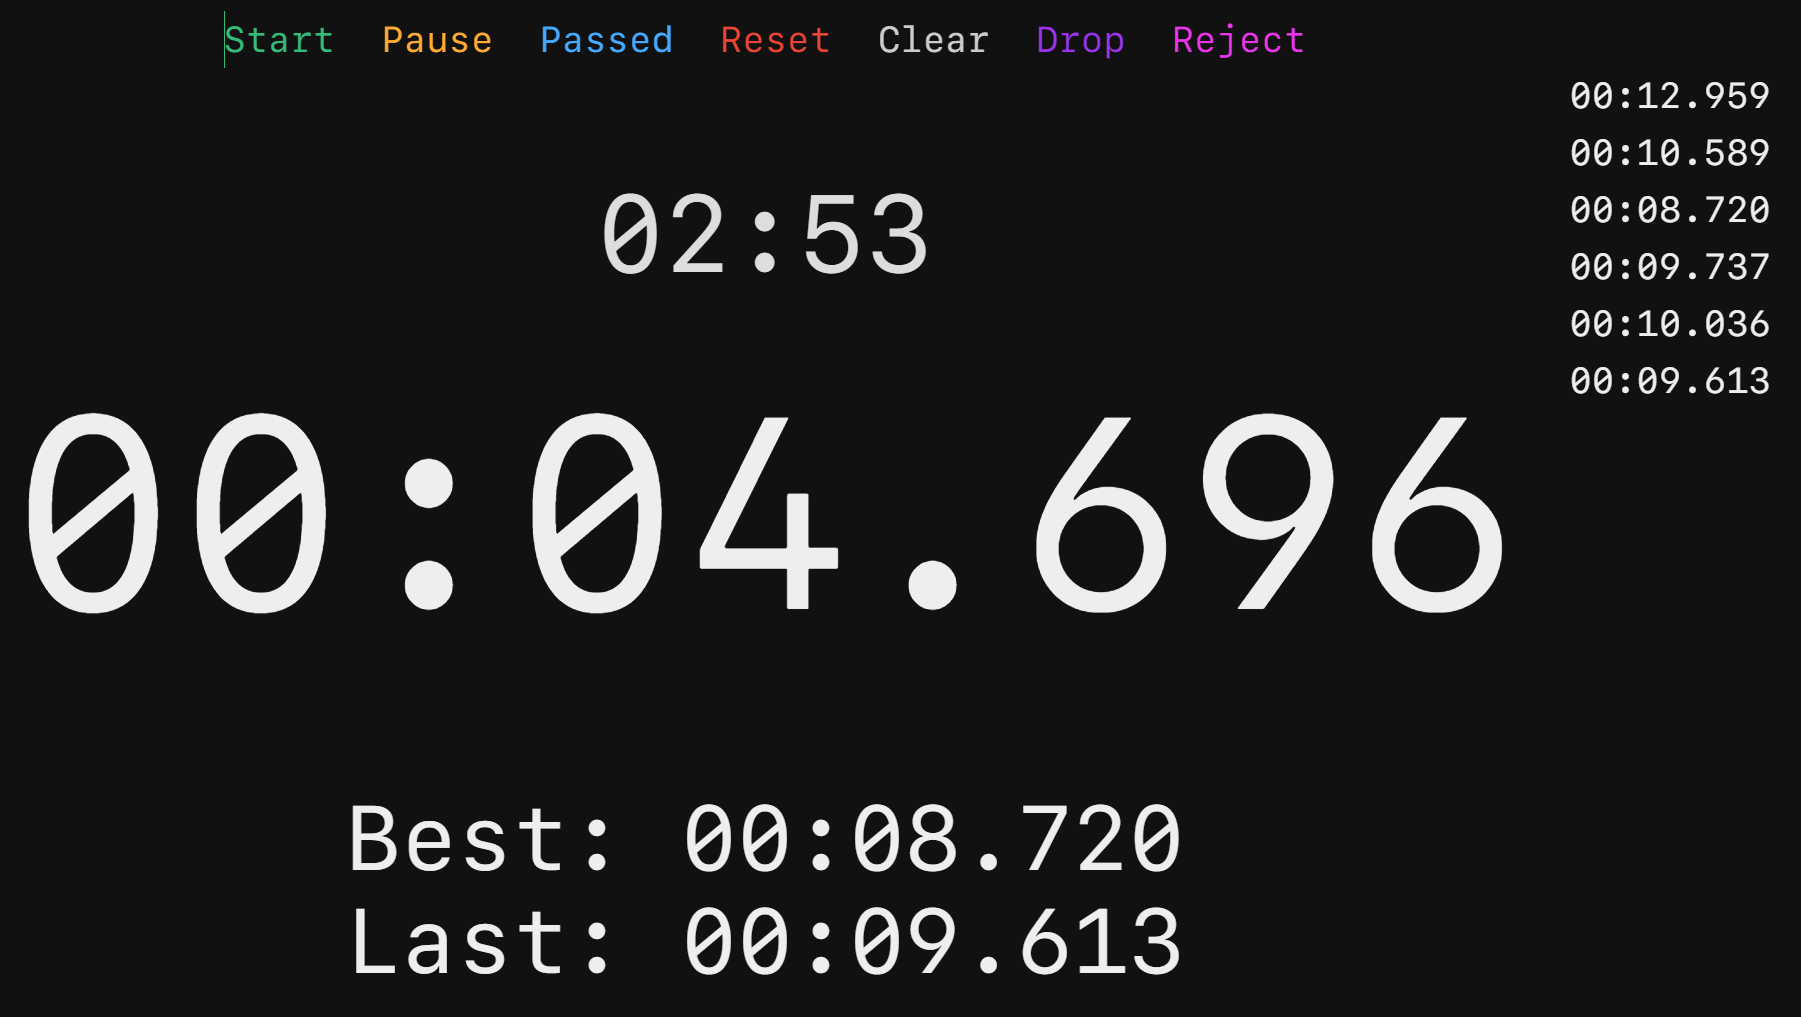 Start Pause Passed Reset Clear Drop Reject
00:12.959
00:10.589
00:08.720
00:09.737
00:10.036
00:09.613
02:53
00:04.696
Best: 00:08.720
Last: 00:09.613